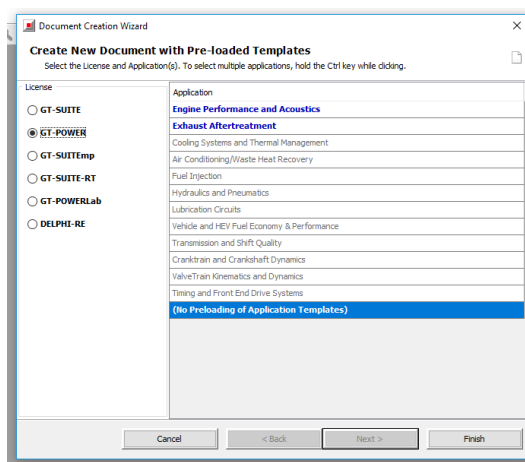 Document Creation Wizard
Create New Document with Pre-loaded Templates
Select the License and Application(s). To select multiple applications, hold the Ctrl key while clicking.
License
GT-SUITE
GT-POWER
GT-SUITEmp
GT-SUITE-RT
GT-POWERLab
DELPHI-RE
Application
Engine Performance and Acoustics
Exhaust Aftertreatment
Cooling Systems and Thermal Management
Air Conditioning/Waste Heat Recovery
Fuel Injection
Hydraulics and Pneumatics
Lubrication Circuits
Vehicle and HEV Fuel Economy & Performance
Transmission and Shift Quality
Cranktrain and Crankshaft Dynamics
ValveTrain Kinematics and Dynamics
Timing and Front End Drive Systems
(No Preloading of Application Templates)
Cancel
< Back
Next >
Finish